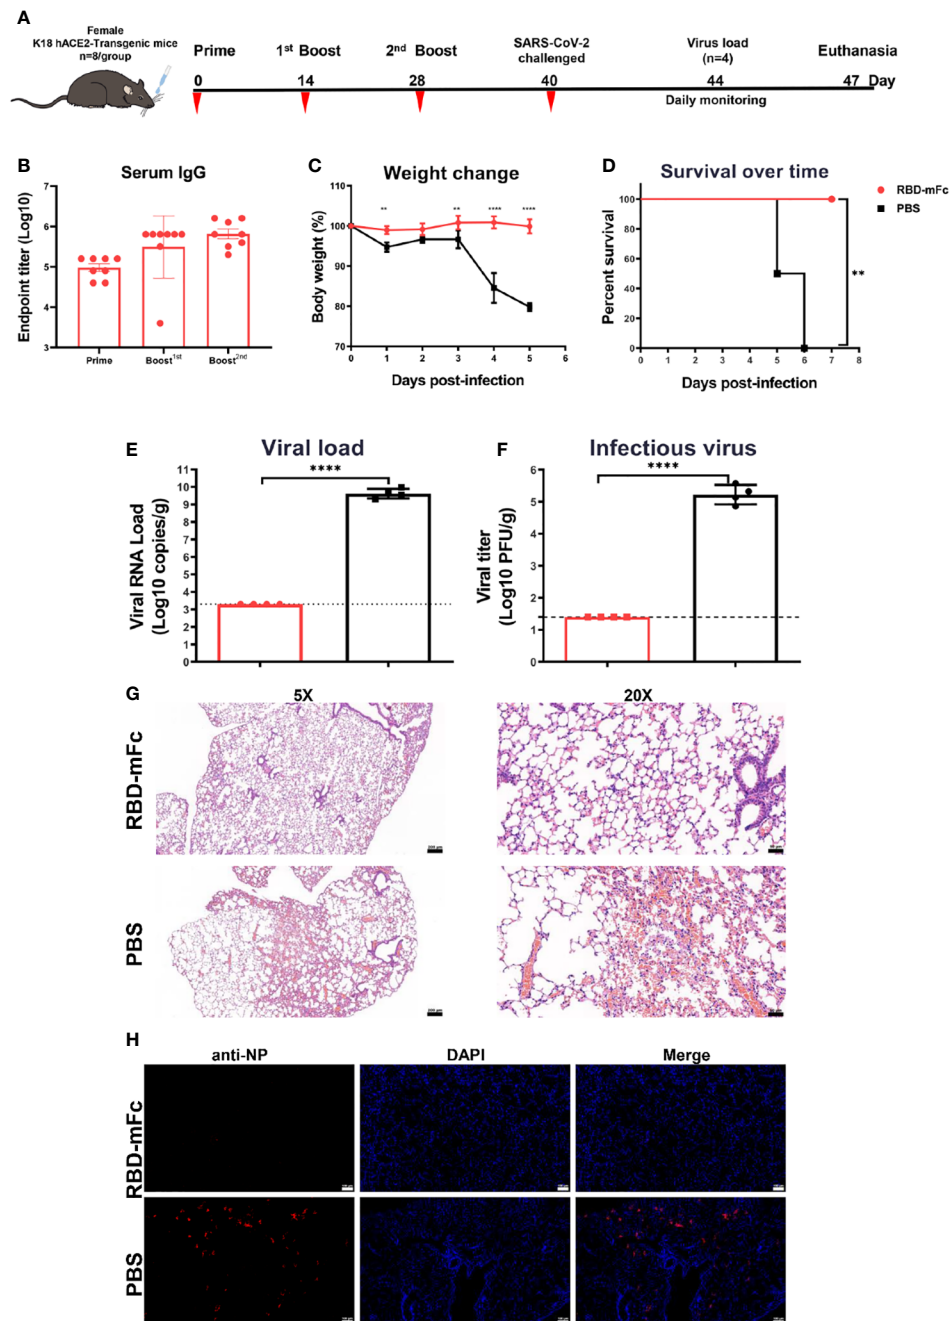 A
Female
K18 hACE2-Transgenic mice
n=8/group
Prime
1st Boost
2nd Boost
SARS-CoV-2
challenged
Virus load
(n=4)
Euthanasia
0
14
28
40
44
47 Day
Daily monitoring
B
Serum IgG
Endpoint titer (Log10)
7
6
5
4
3
Prime
Boost1st
Boost2nd
C
Weight change
Body weight (%)
110
100
90
80
70
**
**
****
****
0 1 2 3 4 5 6
Days post-infection
D
Survival over time
Percent survival
100
80
60
40
20
0
0 1 2 3 4 5 6 7 8
Days post-infection
**
RBD-mFc
PBS
E
Viral load
Viral RNA Load
(Log10 copies/g)
11
10
9
8
7
6
5
4
3
2
1
0
****
F
Infectious virus
Viral titer
(Log10 PFU/g)
6
5
4
3
2
1
0
****
G
5X
20X
RBD-mFc
PBS
H
anti-NP
DAPI
Merge
RBD-mFc
PBS